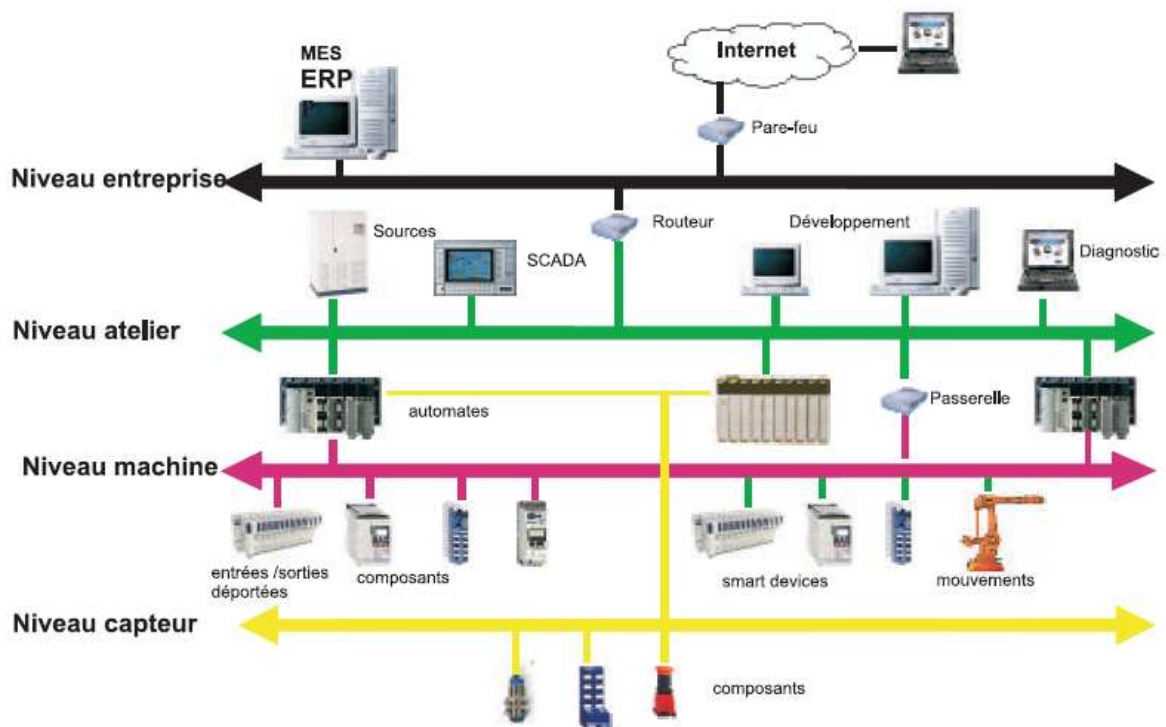 MES
ERP
Internet
Pare-feu
Niveau entreprise
Sources
SCADA
Routeur
Développement
Diagnostic
Niveau atelier
automates
Passerelle
Niveau machine
entrées /sorties
déportées
composants
smart devices
mouvements
Niveau capteur
composants